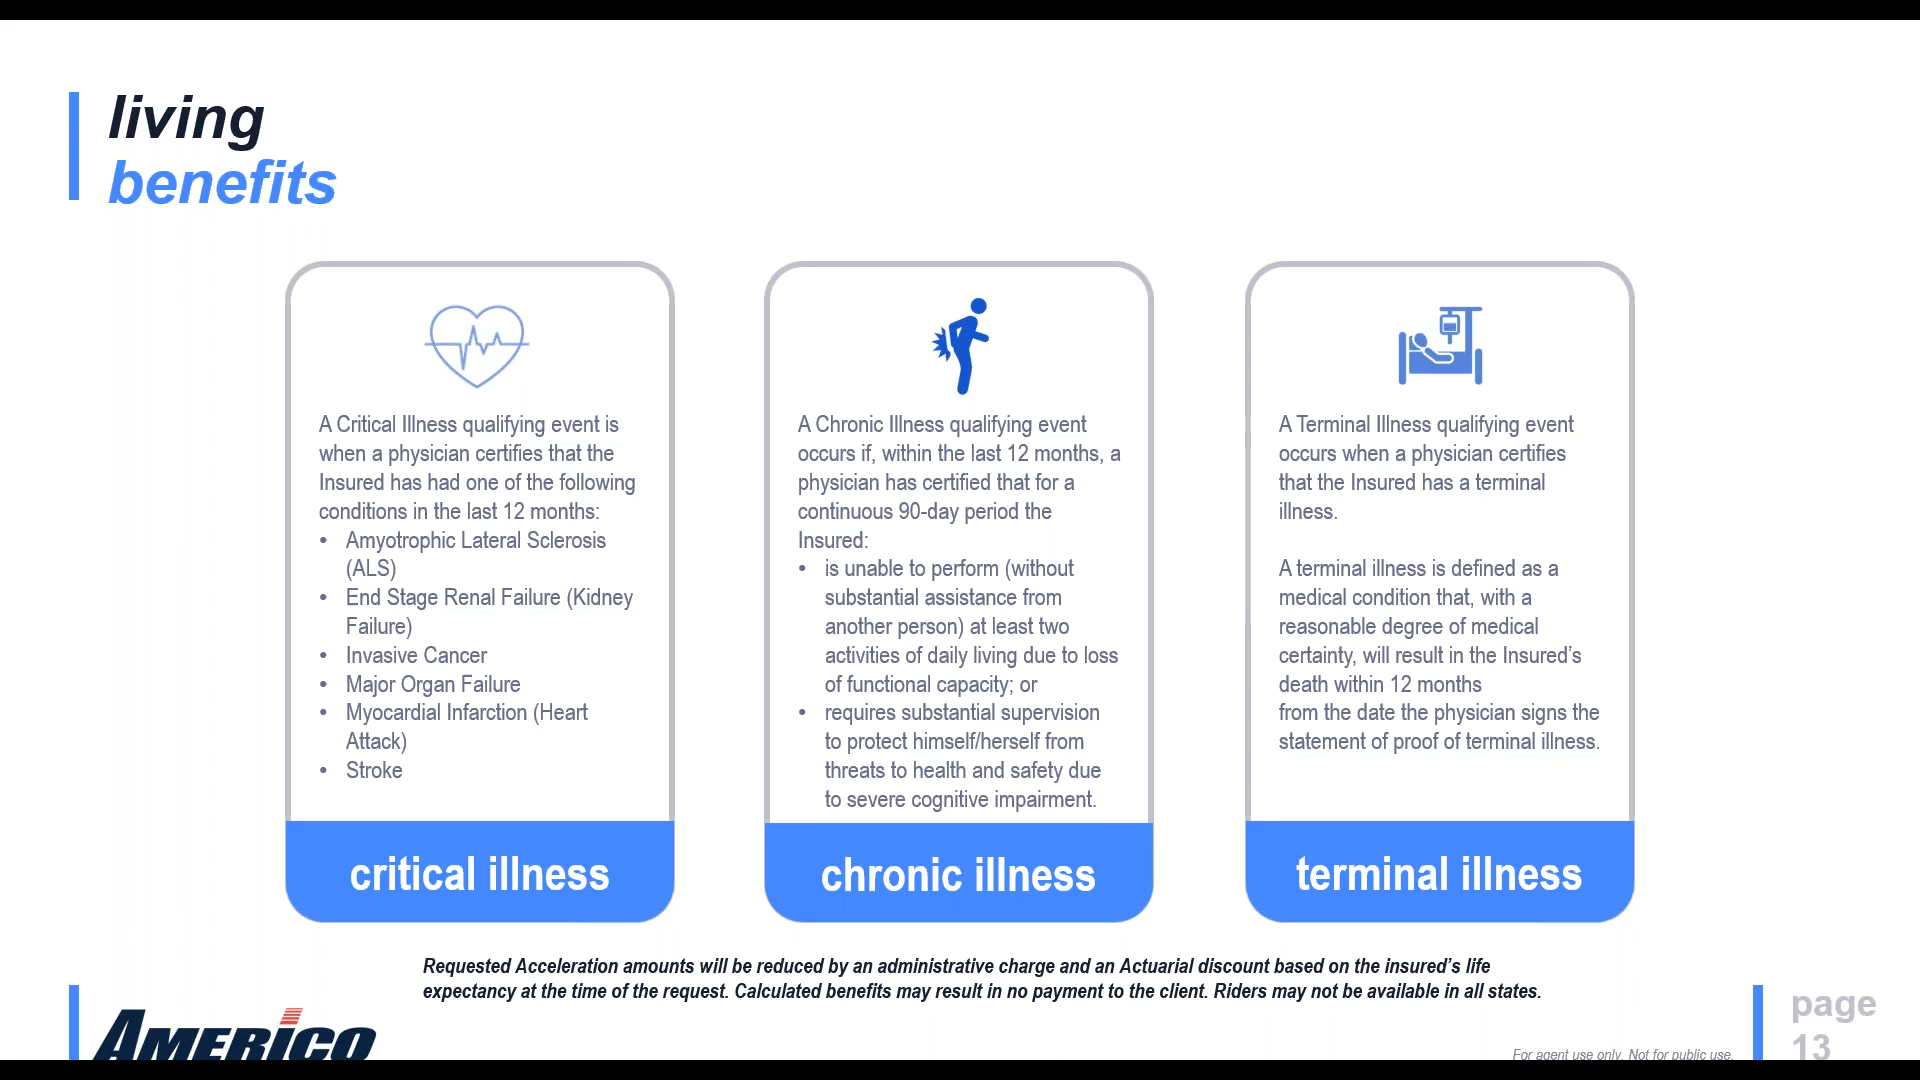 living
benefits
A Critical Illness qualifying event is
when a physician certifies that the
Insured has had one of the following
conditions in the last 12 months:
• Amyotrophic Lateral Sclerosis
(ALS)
• End Stage Renal Failure (Kidney
Failure)
• Invasive Cancer
• Major Organ Failure
• Myocardial Infarction (Heart
Attack)
• Stroke
critical illness
A Chronic Illness qualifying event
occurs if, within the last 12 months, a
physician has certified that for a
continuous 90-day period the
Insured:
• is unable to perform (without
substantial assistance from
another person) at least two
activities of daily living due to loss
of functional capacity; or
• requires substantial supervision
to protect himself/herself from
threats to health and safety due
to severe cognitive impairment.
chronic illness
A Terminal Illness qualifying event
occurs when a physician certifies
that the Insured has a terminal
illness.
A terminal illness is defined as a
medical condition that, with a
reasonable degree of medical
certainty, will result in the Insured’s
death within 12 months
from the date the physician signs the
statement of proof of terminal illness.
terminal illness
Requested Acceleration amounts will be reduced by an administrative charge and an Actuarial discount based on the insured’s life
expectancy at the time of the request. Calculated benefits may result in no payment to the client. Riders may not be available in all states.
AMERICO
For agent use only. Not for public use.
page
13